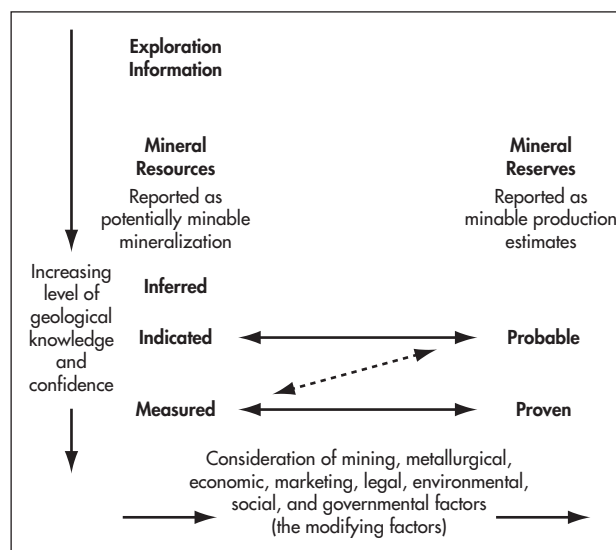 Exploration
Information
Mineral
Resources
Reported as
potentially minable
mineralization
Mineral
Reserves
Reported as
minable production
estimates
Increasing
level of
geological
knowledge
and
confidence
Inferred
Indicated
Probable
Measured
Proven
Consideration of mining, metallurgical,
economic, marketing, legal, environmental,
social, and governmental factors
(the modifying factors)